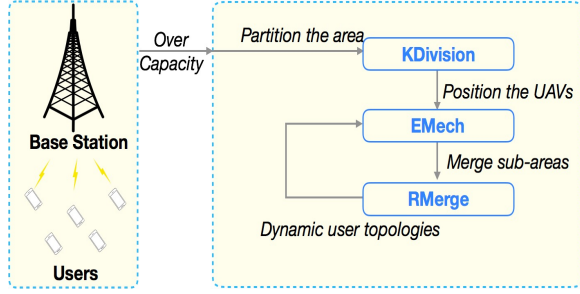 Base Station
Users
Over
Capacity
Partition the area
KDivision
Position the UAVs
EMech
Merge sub-areas
RMerge
Dynamic user topologies